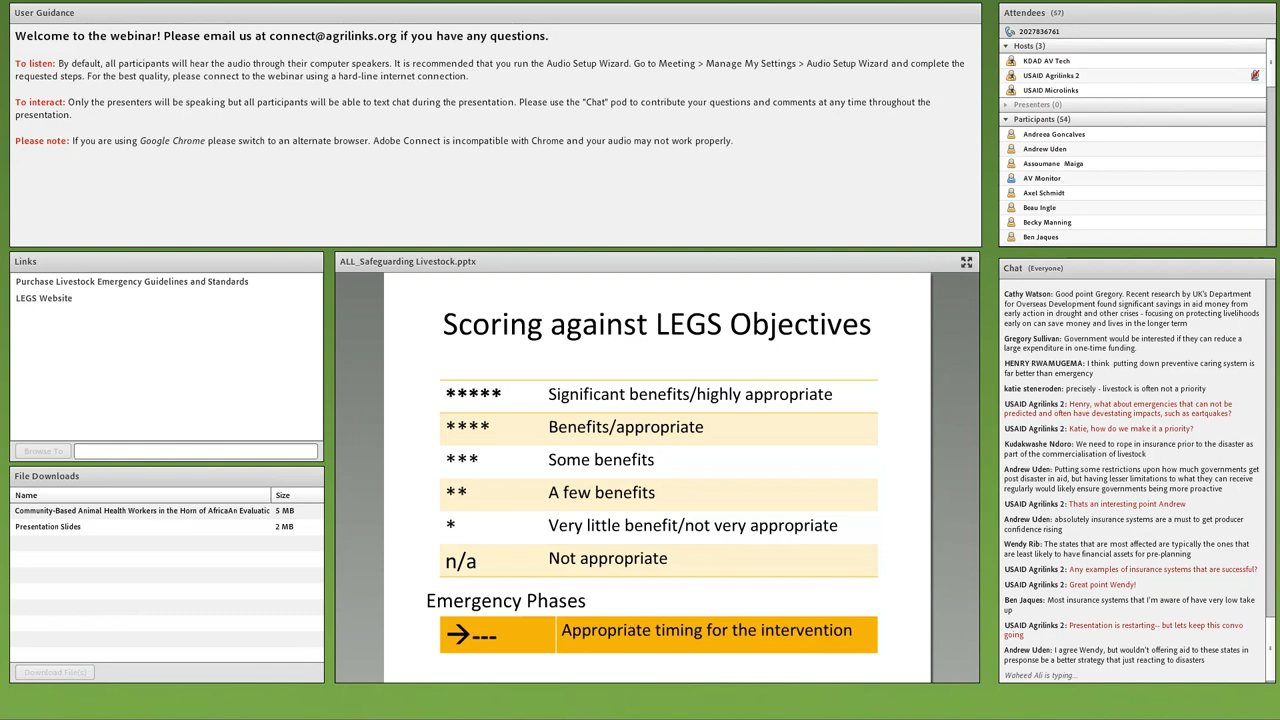 User Guidance
Welcome to the webinar! Please email us at connect@agrilinks.org if you have any questions.
To listen: By default, all participants will hear the audio through the computer speakers. It is recommended that you run the Audio Setup Wizard. Go to Meeting > Manage My Settings > Audio Setup Wizard and complete the
requested steps. For the best quality, please connect to the webinar using a hard-line internet connection.
To interact: Only the presenters will be speaking but all participants will be able to text chat during the presentation. Please use the "Chat" pod to contribute your questions and comments at any time throughout the
presentation.
Please note: If you are using Google Chrome please switch to an alternate browser. Adobe Connect is incompatible with Chrome and your audio may not work properly.
Attendees (57)
2027836761
Hosts (3)
KDAD AV Tech
USAID Agrilinks 2
USAID Microlinks
Presenters (0)
Participants (54)
Andreea Goncalves
Andrew Uden
Assoumane Maiga
AV Monitor
Axel Schmidt
Beau Ingle
Becky Manning
Ben Jaques
Links
Purchase Livestock Emergency Guidelines and Standards
LEGS Website
Browse To
File Downloads
Name Size
Community-Based Animal Health Workers in the Horn of AfricaAn Evaluatic 5 MB
Presentation Slides 2 MB
Download File(s)
ALL_Safeguarding Livestock.pptx
Scoring against LEGS Objectives
***** Significant benefits/highly appropriate
**** Benefits/appropriate
*** Some benefits
** A few benefits
* Very little benefit/not very appropriate
n/a Not appropriate
Emergency Phases
→--- Appropriate timing for the intervention
Chat (Everyone)
Cathy Watson: Good point Gregory. Recent research by UK's Department
for Overseas Development found significant savings in aid money from
early action in drought and other crises - focusing on protecting livelihoods
early on can save money and lives in the longer term
Gregory Sullivan: Government would be interested if they can reduce a
large expenditure in one-time funding.
HENRY RWAMUGEMA: I think putting down preventive caring system is
far better than emergency
katie steneroden: precisely - livestock is often not a priority
USAID Agrilinks 2: Henry, what about emergencies that can not be
predicted and often have devestating impacts, such as eartquakes?
USAID Agrilinks 2: Katie, how do we make it a priority?
Kudakwashe Ndoro: We need to rope in insurance prior to the disaster as
part of the commercialisation of livestock
Andrew Uden: Putting some restrictions upon how much governments get
post disaster in aid, but having lesser limitations to what they can receive
regularly would likely ensure governments being more proactive
USAID Agrilinks 2: Thats an interesting point Andrew
Andrew Uden: absolutely insurance systems are a must to get producer
confidence rising
Wendy Rib: The states that are most affected are typically the ones that
are least likely to have financial assets for pre-planning
USAID Agrilinks 2: Any examples of insurance systems that are successful?
USAID Agrilinks 2: Great point Wendy!
Ben Jaques: Most insurance systems that I'm aware of have very low take
up
USAID Agrilinks 2: Presentation is restarting-- but lets keep this convo
going
Andrew Uden: I agree Wendy, but wouldn't offering aid to these states in
presponse be a better strategy that just reacting to disasters
Waheed Ali is typing...